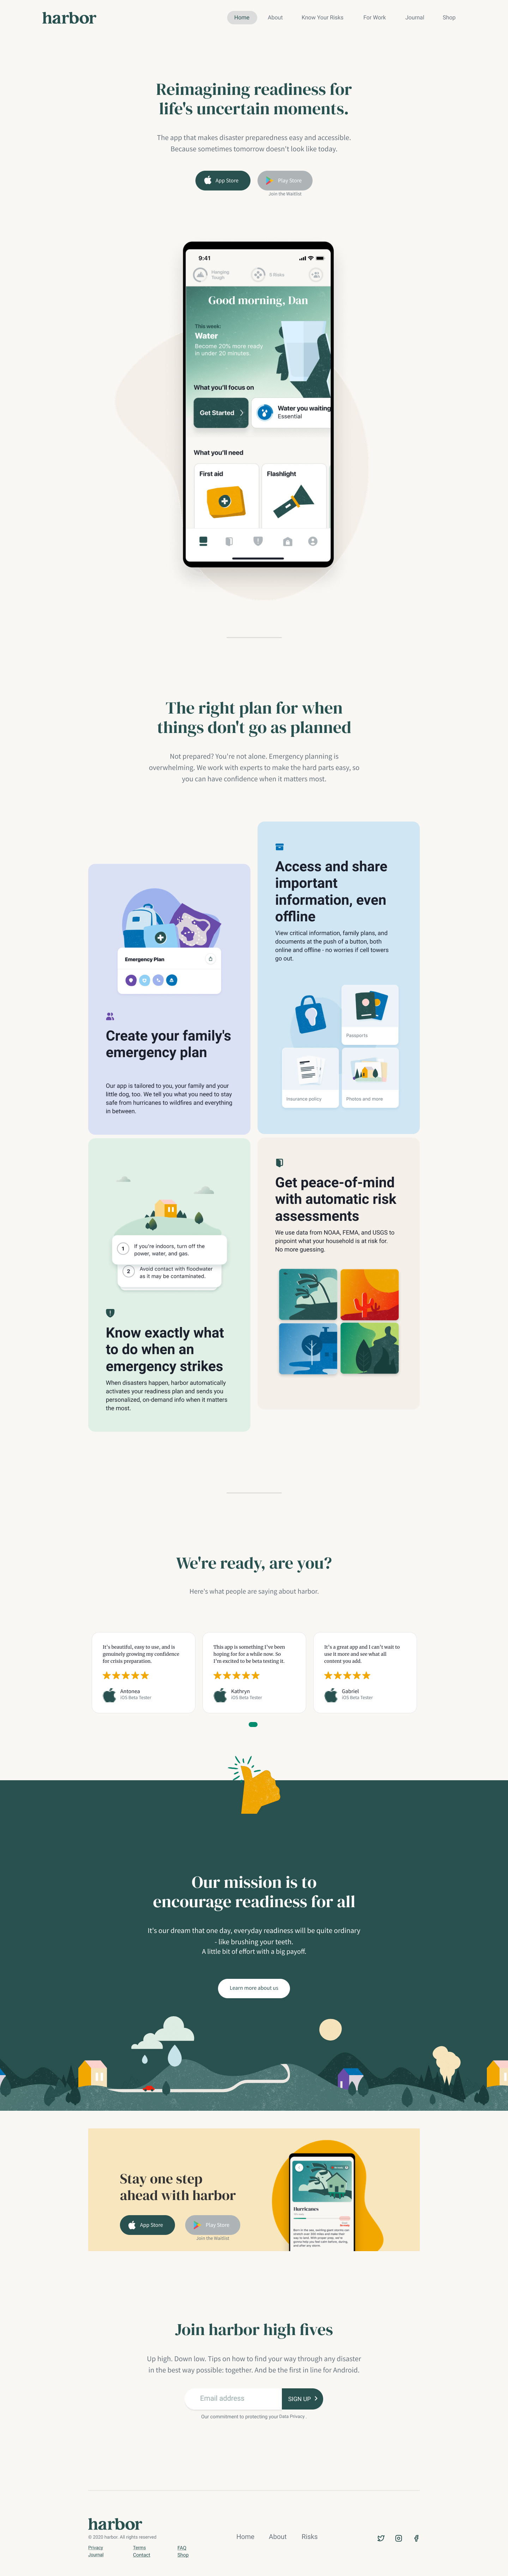 harbor
Home About Know Your Risks For Work Journal Shop
Reimagining readiness for
life's uncertain moments.
The app that makes disaster preparedness easy and accessible.
Because sometimes tomorrow doesn't look like today.
App Store Play Store
Join the Waitlist
9:41
Hanging
Tough
5 Risks
Good morning, Dan
This week:
Water
Become 20% more ready
in under 20 minutes
What you'll focus on
Get Started
Water you waiting
Essential
What you'll need
First aid Flashlight
The right plan for when
things don't go as planned
Not prepared? You're not alone. Emergency planning is
overwhelming. We work with experts to make the hard parts easy, so
you can have confidence when it matters most.
Emergency Plan
Create your family's
emergency plan
Our app is tailored to you, your family and your
little dog, too. We tell you what you need to stay
safe from hurricanes to wildfires and everything
in between.
Access and share
important
information, even
offline
View critical information, family plans, and
documents at the push of a button, both
online and offline - no worries if cell towers
go out.
Passports
Insurance policy
Photos and more
1 If you're indoors, turn off the
power, water, and gas.
2 Avoid contact with floodwater
as it may be contaminated.
Know exactly what
to do when an
emergency strikes
When disasters happen, harbor automatically
activates your readiness plan and sends you
personalized, on-demand info when it matters
the most.
Get peace-of-mind
with automatic risk
assessments
We use data from NOAA, FEMA, and USGS to
pinpoint what your household is at risk for.
No more guessing.
We're ready, are you?
Here's what people are saying about harbor.
It's beautiful, easy to use, and is
genuinely growing my confidence
for crisis preparation.
Antonea
iOS Beta Tester
This app is something I've been
hoping for for a while now. So
I'm excited to be beta testing it.
Kathryn
iOS Beta Tester
It's a great app and I can't wait to
use it more and see what all
content you add.
Gabriel
iOS Beta Tester
Our mission is to
encourage readiness for all
It's our dream that one day, everyday readiness will be quite ordinary
- like brushing your teeth.
A little bit of effort with a big payoff.
Learn more about us
Stay one step
ahead with harbor
App Store Play Store
Join the Waitlist
Hurricanes
Join harbor high fives
Up high. Down low. Tips on how to find your way through any disaster
in the best way possible: together. And be the first in line for Android.
Email address SIGN UP
Our commitment to protecting your Data Privacy.
harbor
© 2020 harbor. All rights reserved
Privacy Terms FAQ
Journal Contact Shop
Home About Risks